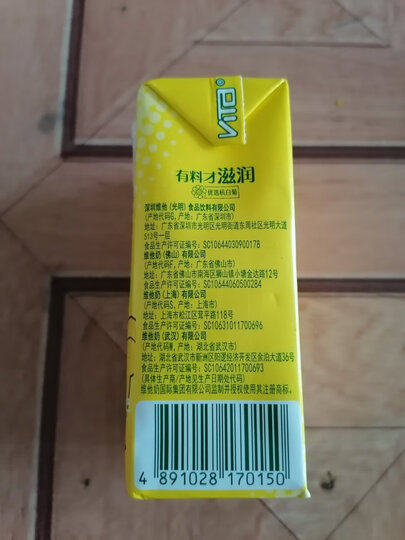 VITA
有料才滋润
优选杭白菊
深圳维他（光明）食品饮料有限公司
（产地代码G，产地：广东省深圳市）
地址：广东省深圳市光明区光明街道东周社区光明大道
513号一层
食品生产许可证编号：SC10644030900178
维他奶（佛山）有限公司
（产地代码F，产地：广东省佛山市）
地址：广东省佛山市南海区狮山镇小塘金达路12号
食品生产许可证编号：SC10644060500284
维他奶（上海）有限公司
（产地代码S，产地：上海市）
地址：上海市松江区茸平路118号
食品生产许可证编号：SC10631011700696
维他奶（武汉）有限公司
（产地代码W，产地：湖北省武汉市）
地址：湖北省武汉市新洲区阳逻经济开发区余泊大道36号
食品生产许可证编号：SC10642011700693
（具体生产商/产地见生产日期处代码）
维他奶国际集团有限公司监制并授权使用其注册商标。
4 891028 170150